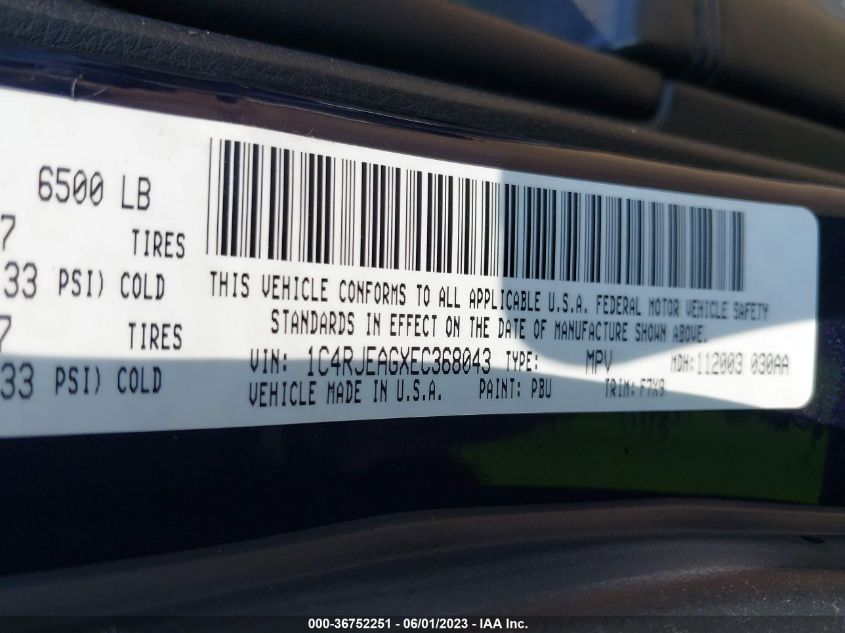 6500 LB
7 TIRES
33 PSI) COLD
7 TIRES
33 PSI) COLD
THIS VEHICLE CONFORMS TO ALL APPLICABLE U.S.A. FEDERAL MOTOR VEHICLE SAFETY
STANDARDS IN EFFECT ON THE DATE OF MANUFACTURE SHOWN ABOVE.
VIN: 1C4RJEAGXEC368043 TYPE: MPV MDH:112003 030AA
VEHICLE MADE IN U.S.A. PAINT: PBU TRIM: F7X9
000-36752251 - 06/01/2023 - IAA Inc.